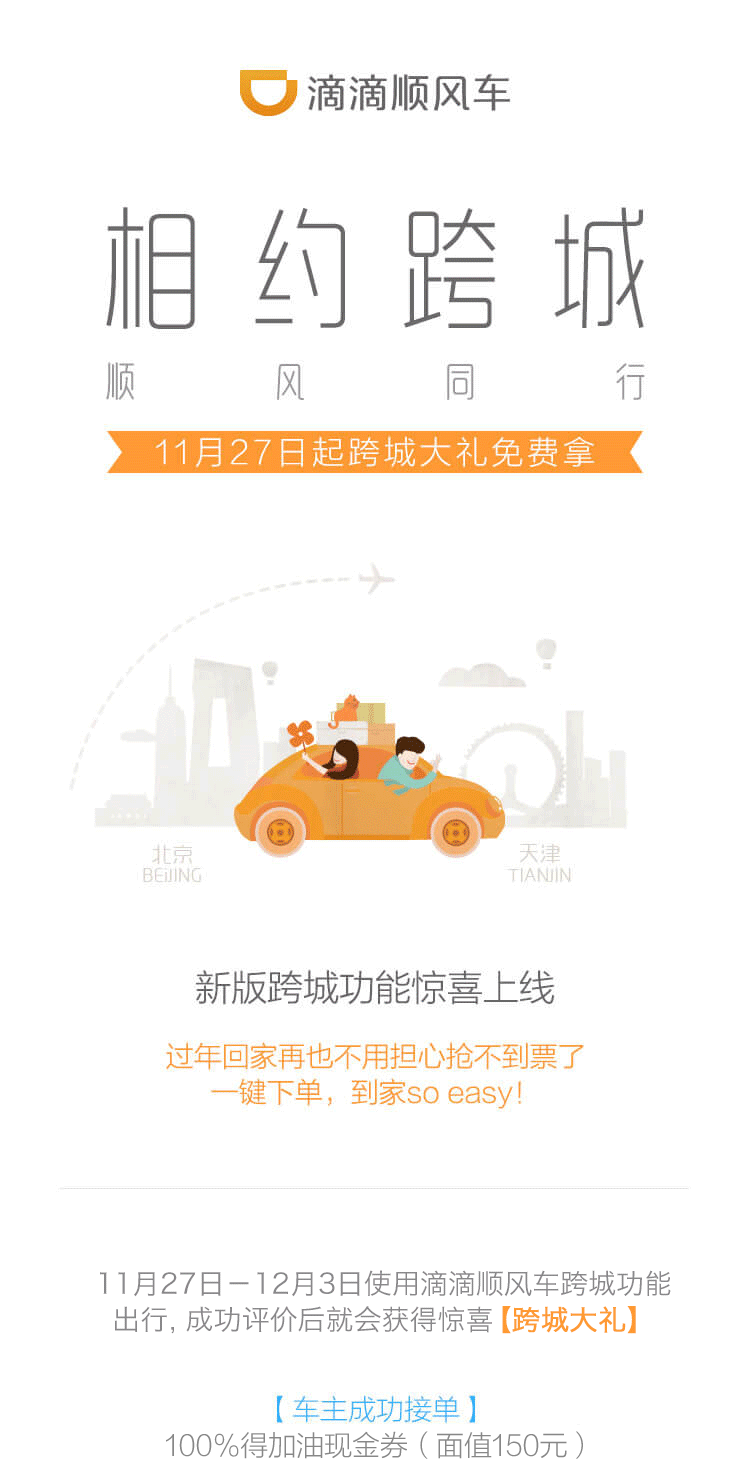 滴滴顺风车
相约跨城
顺风同行
11月27日起跨城大礼免费拿
北京
BEIJING
天津
TIANJIN
新版跨城功能惊喜上线
过年回家再也不用担心抢不到票了
一键下单，到家so easy！
11月27日－12月3日使用滴滴顺风车跨城功能
出行，成功评价后就会获得惊喜【跨城大礼】
【 车主成功接单 】
100％得加油现金券（ 面值150元 ）